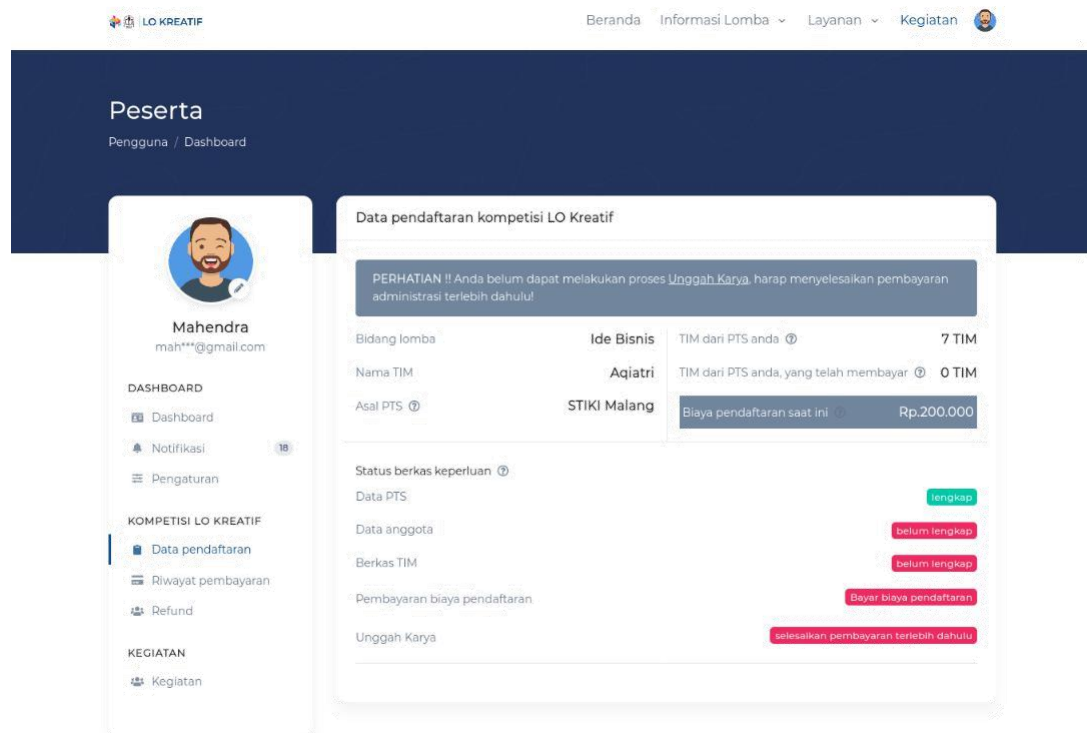 LO KREATIF
Beranda Informasi Lomba Layanan Kegiatan
Peserta
Pengguna / Dashboard
Mahendra
mah***@gmail.com
DASHBOARD
Dashboard
Notifikasi 18
Pengaturan
KOMPETISI LO KREATIF
Data pendaftaran
Riwayat pembayaran
Refund
KEGIATAN
Kegiatan
Data pendaftaran kompetisi LO Kreatif
PERHATIAN !! Anda belum dapat melakukan proses Unggah Karya, harap menyelesaikan pembayaran
administrasi terlebih dahulu!
Bidang lomba Ide Bisnis
Nama TIM Aqiatri
Asal PTS STIKI Malang
TIM dari PTS anda 7 TIM
TIM dari PTS anda, yang telah membayar 0 TIM
Biaya pendaftaran saat ini Rp.200.000
Status berkas keperluan
Data PTS lengkap
Data anggota belum lengkap
Berkas TIM belum lengkap
Pembayaran biaya pendaftaran Bayar biaya pendaftaran
Unggah Karya selesaikan pembayaran terlebih dahulu